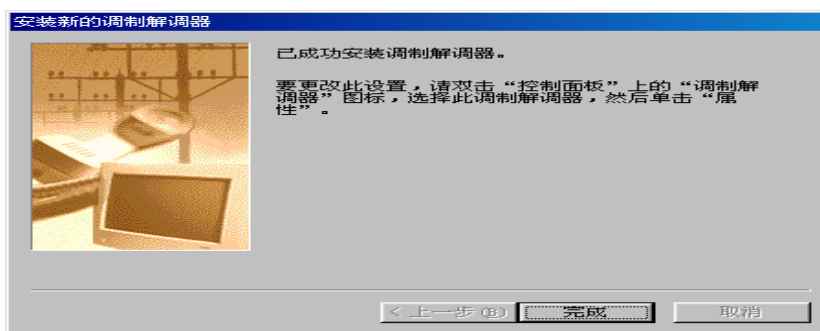 安装新的调制解调器
已成功安装调制解调器。
要更改此设置，请双击“控制面板”上的“调制解
调器”图标，选择此调制解调器，然后单击“属
性”。
< 上一步(B)
完成
取消